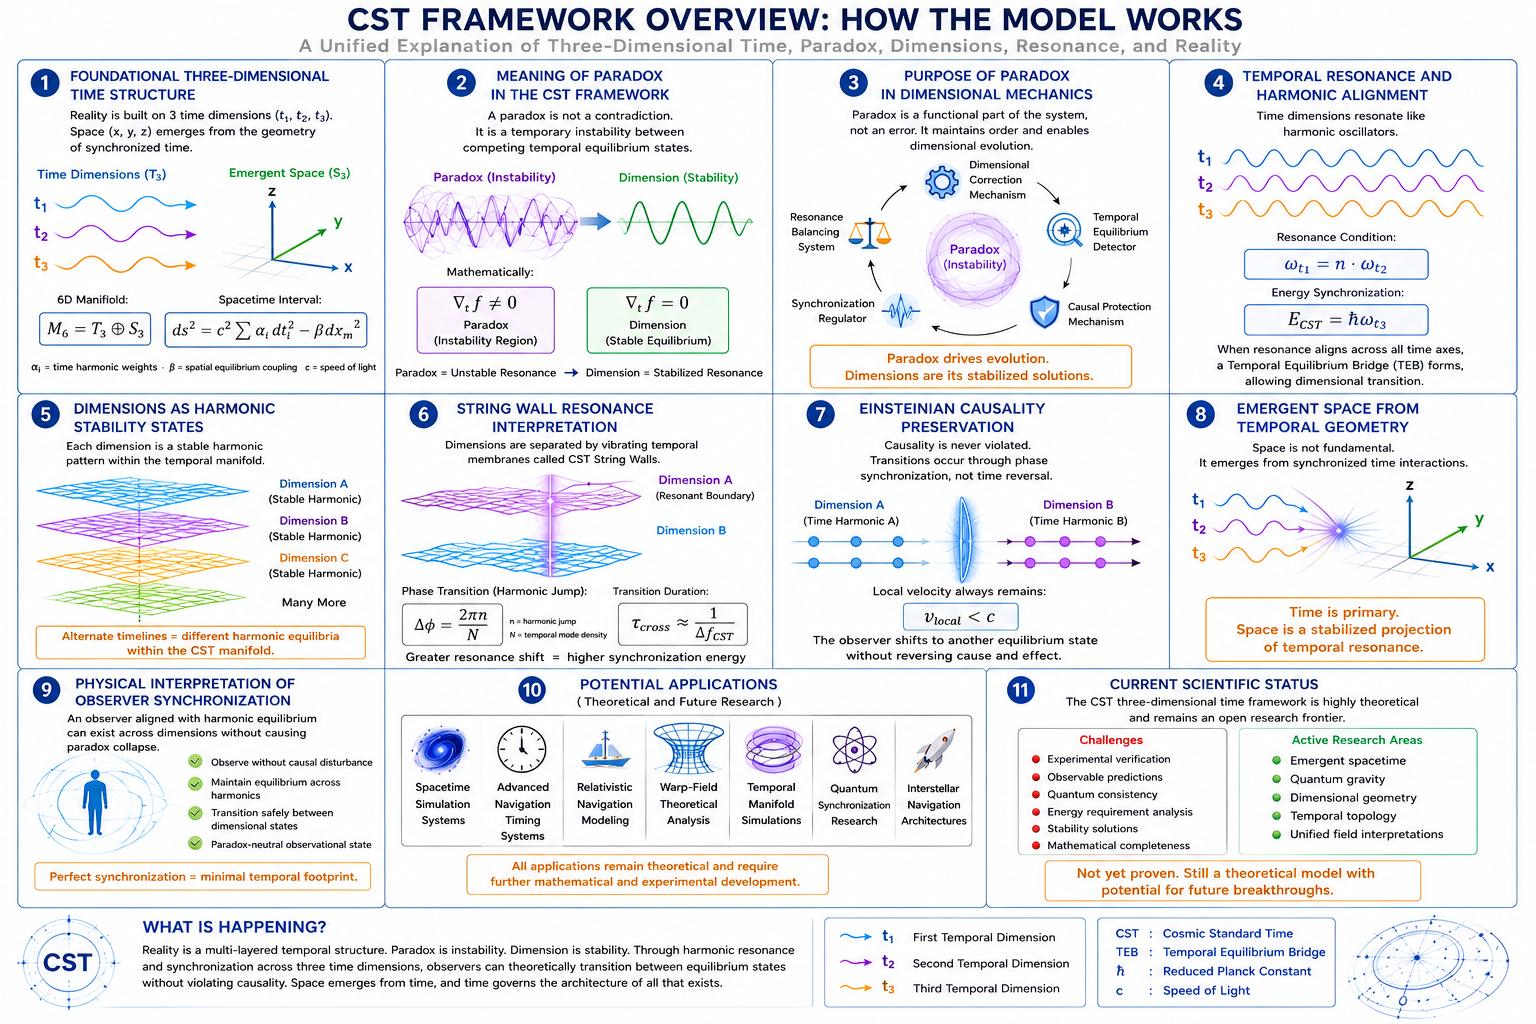 CST FRAMEWORK OVERVIEW: HOW THE MODEL WORKS
A Unified Explanation of Three-Dimensional Time, Paradox, Dimensions, Resonance, and Reality
1
FOUNDATIONAL THREE-DIMENSIONAL
TIME STRUCTURE
Reality is built on 3 time dimensions (t₁, t₂, t₃).
Space (x, y, z) emerges from the geometry
of synchronized time.
Time Dimensions (T₃)
Emergent Space (S₃)
t₁
t₂
t₃
z
y
x
6D Manifold:
M₆ = T₃ ⊕ S₃
Spacetime Interval:
ds² = c² ∑ αᵢ dtᵢ² − β dxₘ²
αᵢ = time harmonic weights · β = spatial equilibrium coupling c = speed of light
2
MEANING OF PARADOX
IN THE CST FRAMEWORK
A paradox is not a contradiction.
It is a temporary instability between
competing temporal equilibrium states.
Paradox (Instability)
Dimension (Stability)
Mathematically:
∇ₜ f ≠ 0
Paradox
(Instability Region)
∇ₜ f = 0
Dimension
(Stable Equilibrium)
Paradox = Unstable Resonance → Dimension = Stabilized Resonance
3
PURPOSE OF PARADOX
IN DIMENSIONAL MECHANICS
Paradox is a functional part of the system,
not an error. It maintains order and enables
dimensional evolution.
Dimensional
Correction
Mechanism
Temporal
Equilibrium
Detector
Causal Protection
Mechanism
Synchronization
Regulator
Resonance
Balancing
System
Paradox
(Instability)
Paradox drives evolution.
Dimensions are its stabilized solutions.
4
TEMPORAL RESONANCE AND
HARMONIC ALIGNMENT
Time dimensions resonate like
harmonic oscillators.
t₁
t₂
t₃
Resonance Condition:
ω_t₁ = n · ω_t₂
Energy Synchronization:
E_CST = ħω_t₃
When resonance aligns across all time axes,
a Temporal Equilibrium Bridge (TEB) forms,
allowing dimensional transition.
5
DIMENSIONS AS HARMONIC
STABILITY STATES
Each dimension is a stable harmonic
pattern within the temporal manifold.
Dimension A
(Stable Harmonic)
Dimension B
(Stable Harmonic)
Dimension C
(Stable Harmonic)
Many More
Alternate timelines = different harmonic equilibria
within the CST manifold.
6
STRING WALL RESONANCE
INTERPRETATION
Dimensions are separated by vibrating temporal
membranes called CST String Walls.
Dimension A
(Resonant Boundary)
Dimension B
Phase Transition (Harmonic Jump):
Δϕ = 2πn / N
n = harmonic jump
N = temporal mode density
Transition Duration:
τ_cross ≈ 1 / Δf_CST
Greater resonance shift = higher synchronization energy
7
EINSTEINIAN CAUSALITY
PRESERVATION
Causality is never violated.
Transitions occur through phase
synchronization, not time reversal.
Dimension A
(Time Harmonic A)
Dimension B
(Time Harmonic B)
Local velocity always remains:
υ_local < c
The observer shifts to another equilibrium state
without reversing cause and effect.
8
EMERGENT SPACE FROM
TEMPORAL GEOMETRY
Space is not fundamental.
It emerges from synchronized time interactions.
t₁
t₂
t₃
z
y
x
Time is primary.
Space is a stabilized projection
of temporal resonance.
9
PHYSICAL INTERPRETATION OF
OBSERVER SYNCHRONIZATION
An observer aligned with harmonic equilibrium
can exist across dimensions without causing
paradox collapse.
Observe without causal disturbance
Maintain equilibrium across
harmonics
Transition safely between
dimensional states
Paradox-neutral observational state
Perfect synchronization = minimal temporal footprint.
10
POTENTIAL APPLICATIONS
( Theoretical and Future Research )
Spacetime
Simulation
Systems
Advanced
Navigation
Timing
Systems
Relativistic
Navigation
Modeling
Warp-Field
Theoretical
Analysis
Temporal
Manifold
Simulations
Quantum
Synchronization
Research
Interstellar
Navigation
Architectures
All applications remain theoretical and require
further mathematical and experimental development.
11
CURRENT SCIENTIFIC STATUS
The CST three-dimensional time framework is highly theoretical
and remains an open research frontier.
Challenges
Experimental verification
Observable predictions
Quantum consistency
Energy requirement analysis
Stability solutions
Mathematical completeness
Active Research Areas
Emergent spacetime
Quantum gravity
Dimensional geometry
Temporal topology
Unified field interpretations
Not yet proven. Still a theoretical model with
potential for future breakthroughs.
CST
WHAT IS HAPPENING?
Reality is a multi-layered temporal structure. Paradox is instability. Dimension is stability. Through harmonic resonance
and synchronization across three time dimensions, observers can theoretically transition between equilibrium states
without violating causality. Space emerges from time, and time governs the architecture of all that exists.
t₁ First Temporal Dimension
t₂ Second Temporal Dimension
t₃ Third Temporal Dimension
CST : Cosmic Standard Time
TEB : Temporal Equilibrium Bridge
ħ : Reduced Planck Constant
c : Speed of Light